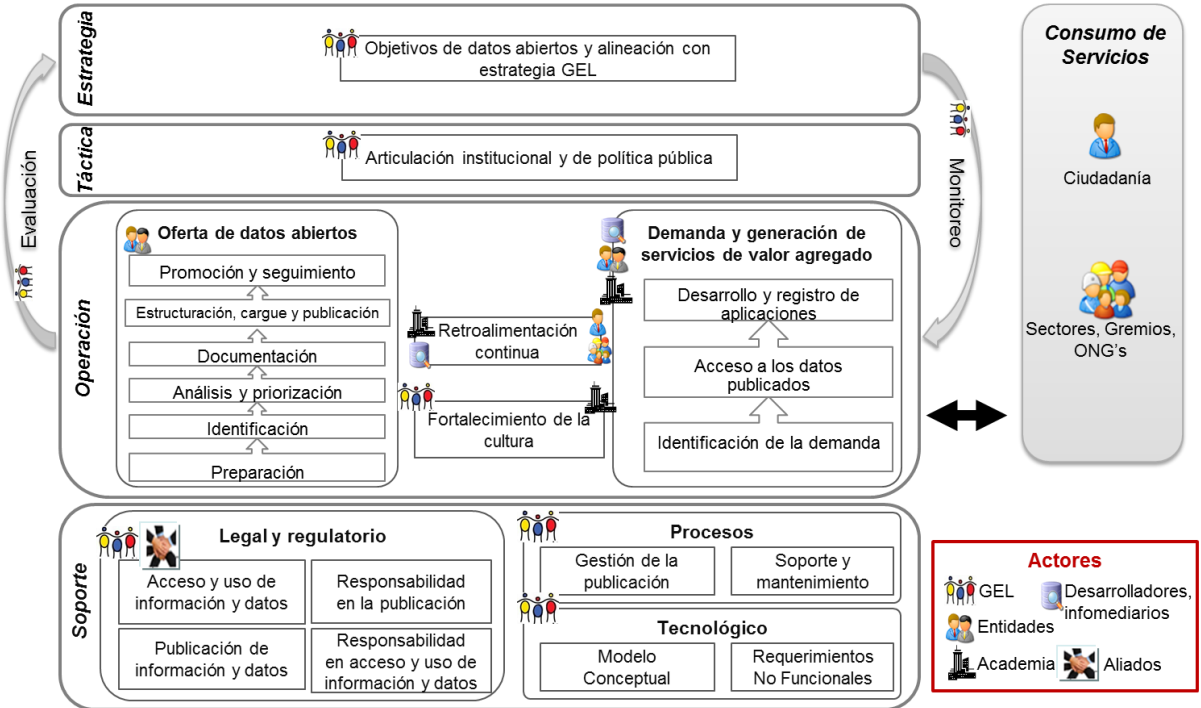 Estrategia
Objetivos de datos abiertos y alineación con
estrategia GEL
Táctica
Articulación institucional y de política pública
Evaluación
Monitoreo
Operación
Oferta de datos abiertos
Promoción y seguimiento
Estructuración, cargue y publicación
Documentación
Análisis y priorización
Identificación
Preparación
Retroalimentación
continua
Fortalecimiento de la
cultura
Demanda y generación de
servicios de valor agregado
Desarrollo y registro de
aplicaciones
Acceso a los datos
publicados
Identificación de la demanda
Soporte
Legal y regulatorio
Acceso y uso de
información y datos
Responsabilidad
en la publicación
Publicación de
información y datos
Responsabilidad
en acceso y uso de
información y datos
Procesos
Gestión de la
publicación
Soporte y
mantenimiento
Tecnológico
Modelo
Conceptual
Requerimientos
No Funcionales
Consumo de
Servicios
Ciudadanía
Sectores, Gremios,
ONG's
Actores
GEL
Desarrolladores,
infomediarios
Entidades
Academia
Aliados